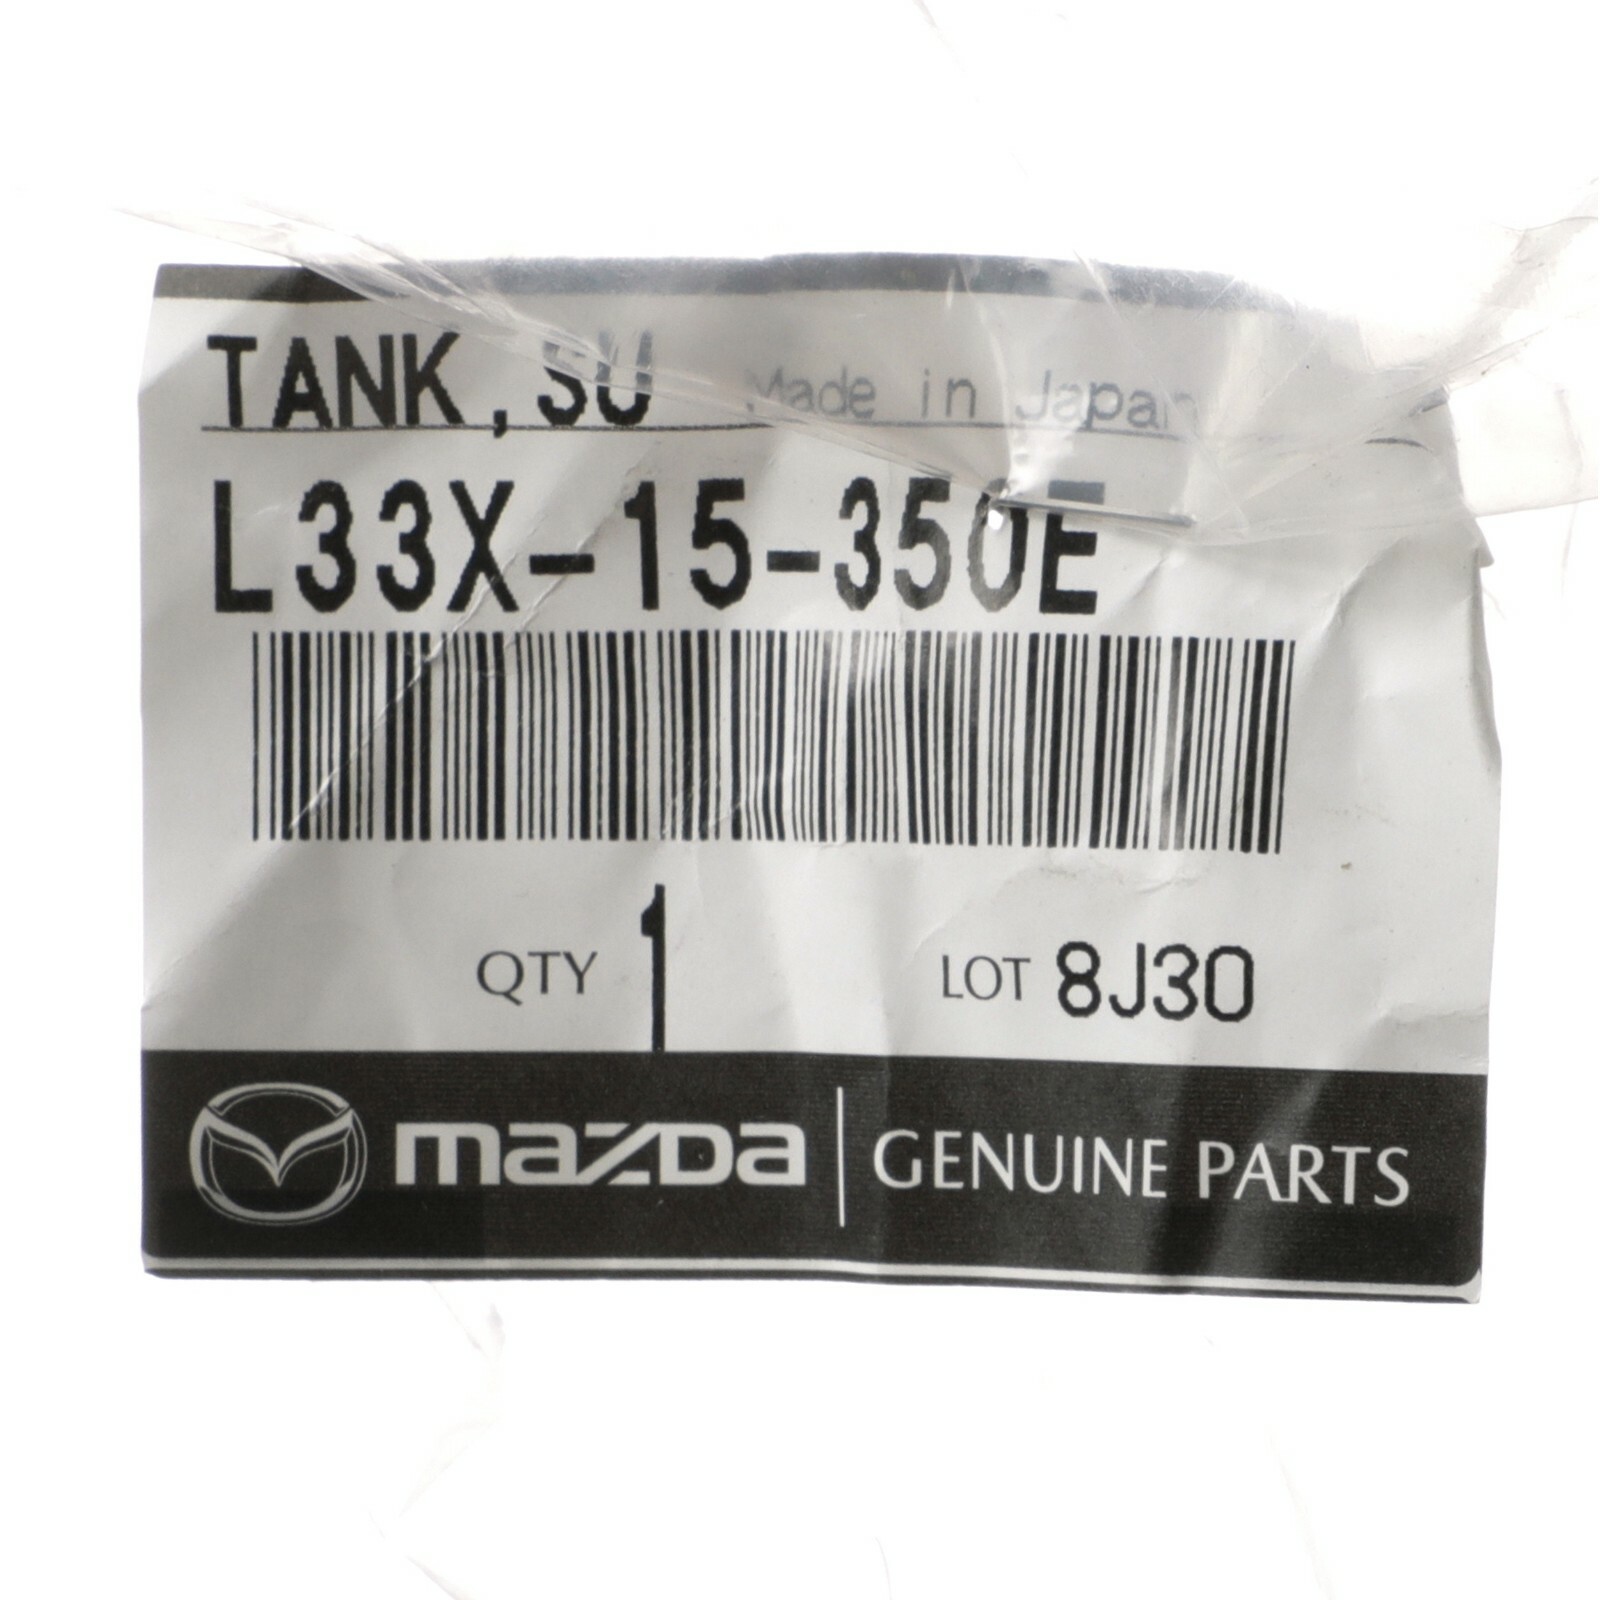 TANK,SU Made in Japan
L33X-15-350E
QTY 1 LOT 8J30
mazda GENUINE PARTS